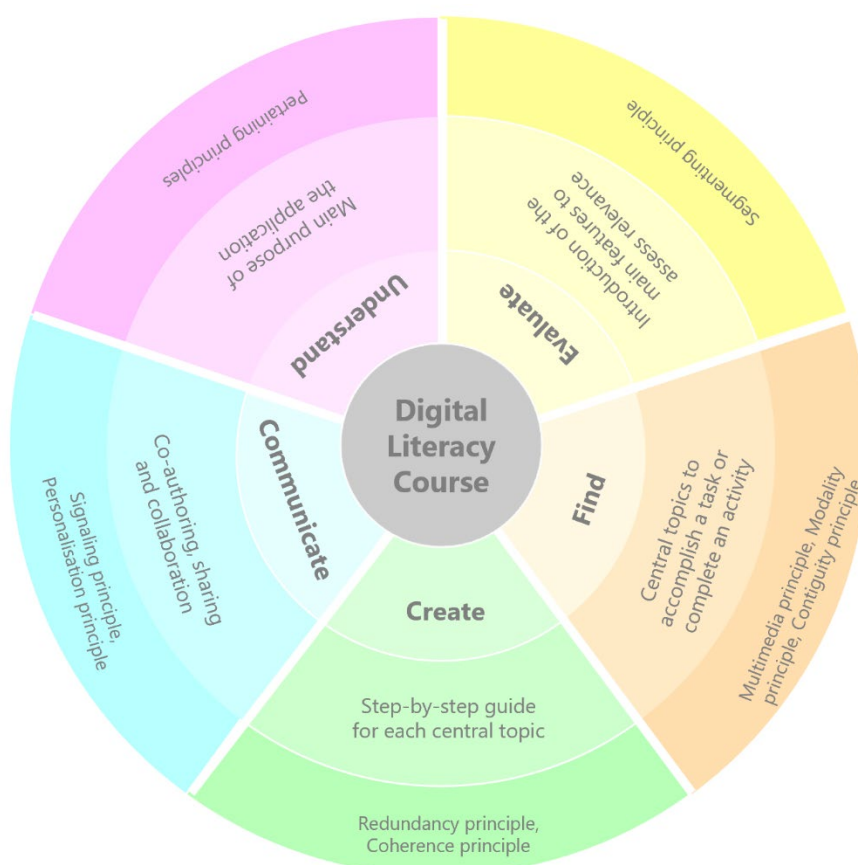 Digital
Literacy
Course
Understand
Main purpose of
the application
Pertaining principles
Evaluate
Introduction of the
main features to
assess relevance
Segmenting principle
Find
Central topics to
accomplish a task or
complete an activity
Multimedia principle, Modality
principle, Contiguity principle
Create
Step-by-step guide
for each central topic
Redundancy principle,
Coherence principle
Communicate
Co-authoring, sharing
and collaboration
Signaling principle,
Personalisation principle